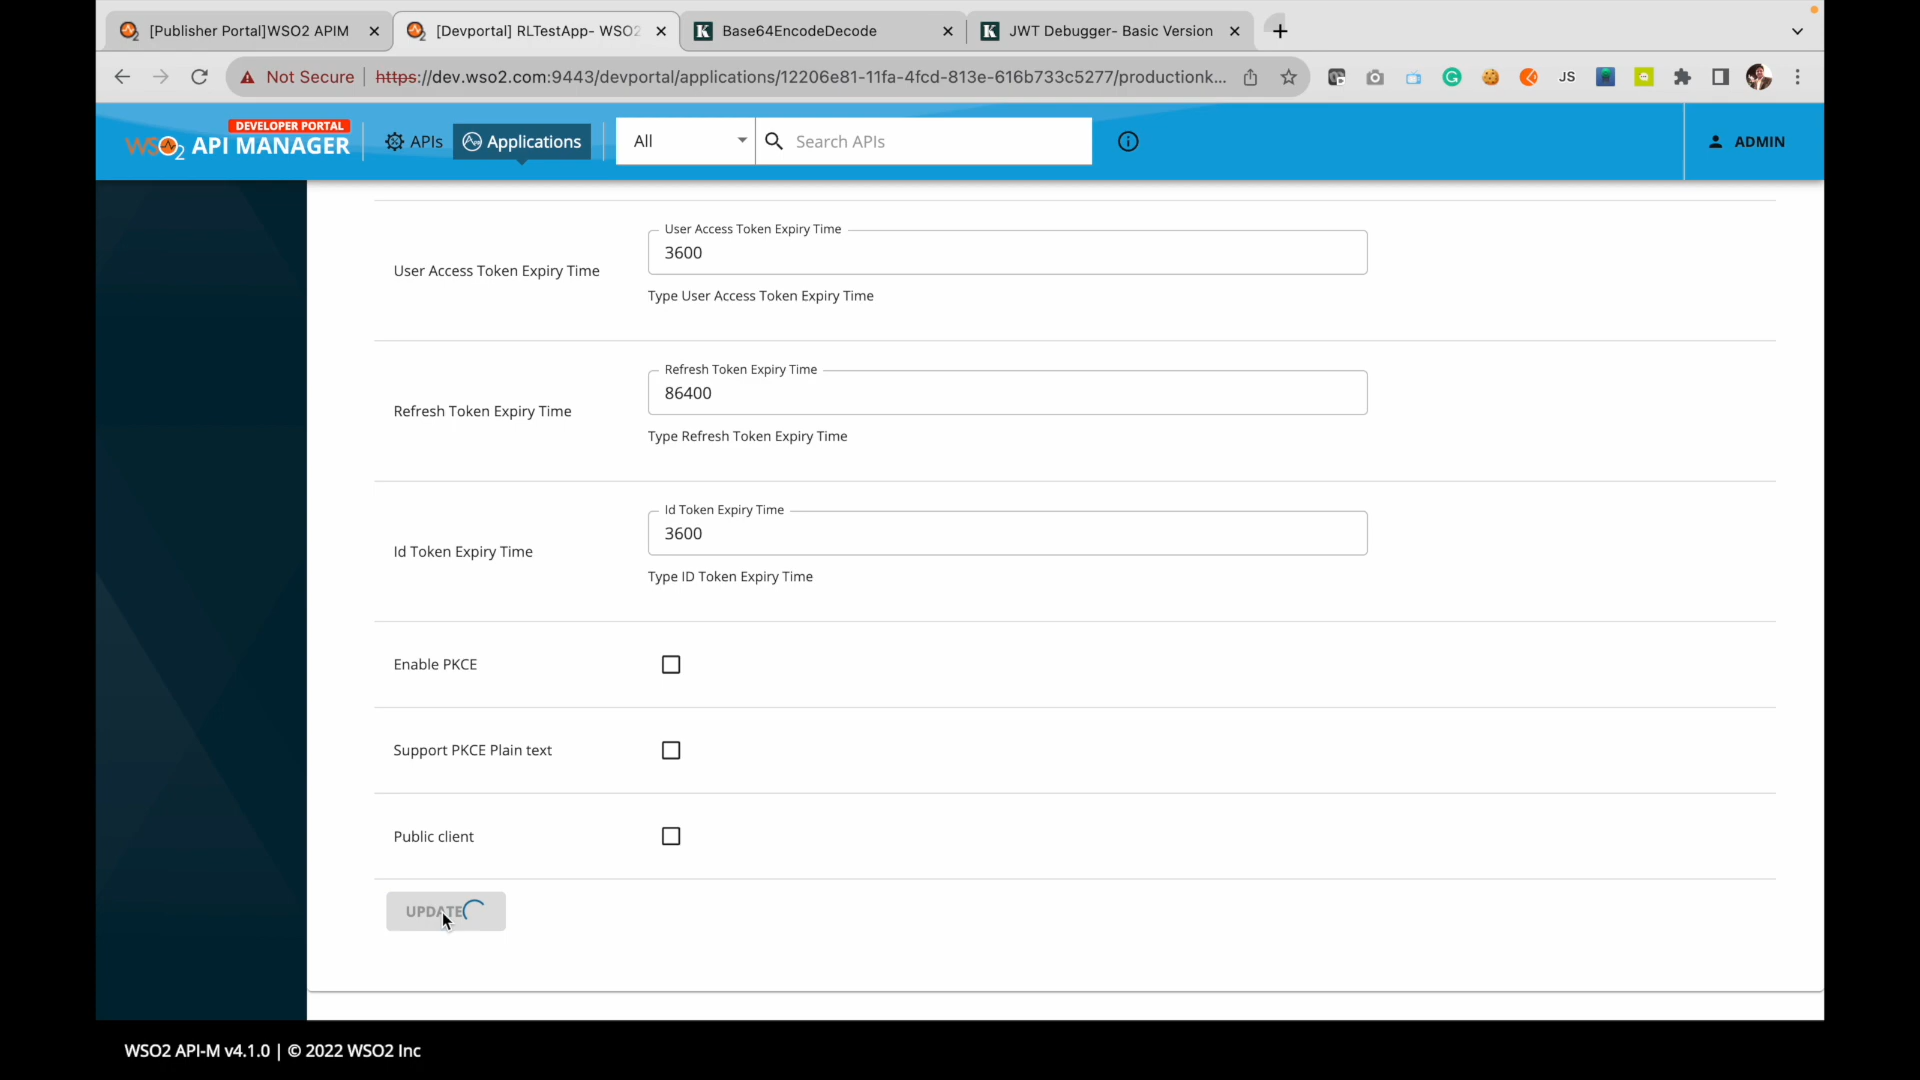 [Publisher Portal]WSO2 APIM
[Devportal] RLTestApp- WSO2
Base64EncodeDecode
JWT Debugger- Basic Version
Not Secure
https://dev.wso2.com:9443/devportal/applications/12206e81-11fa-4fcd-813e-616b733c5277/productionk...
JS
DEVELOPER PORTAL
WSO2 API MANAGER
APIs
Applications
All
Search APIs
ADMIN
User Access Token Expiry Time
User Access Token Expiry Time
3600
Type User Access Token Expiry Time
Refresh Token Expiry Time
Refresh Token Expiry Time
86400
Type Refresh Token Expiry Time
Id Token Expiry Time
Id Token Expiry Time
3600
Type ID Token Expiry Time
Enable PKCE
Support PKCE Plain text
Public client
UPDATE
WSO2 API-M v4.1.0 | © 2022 WSO2 Inc